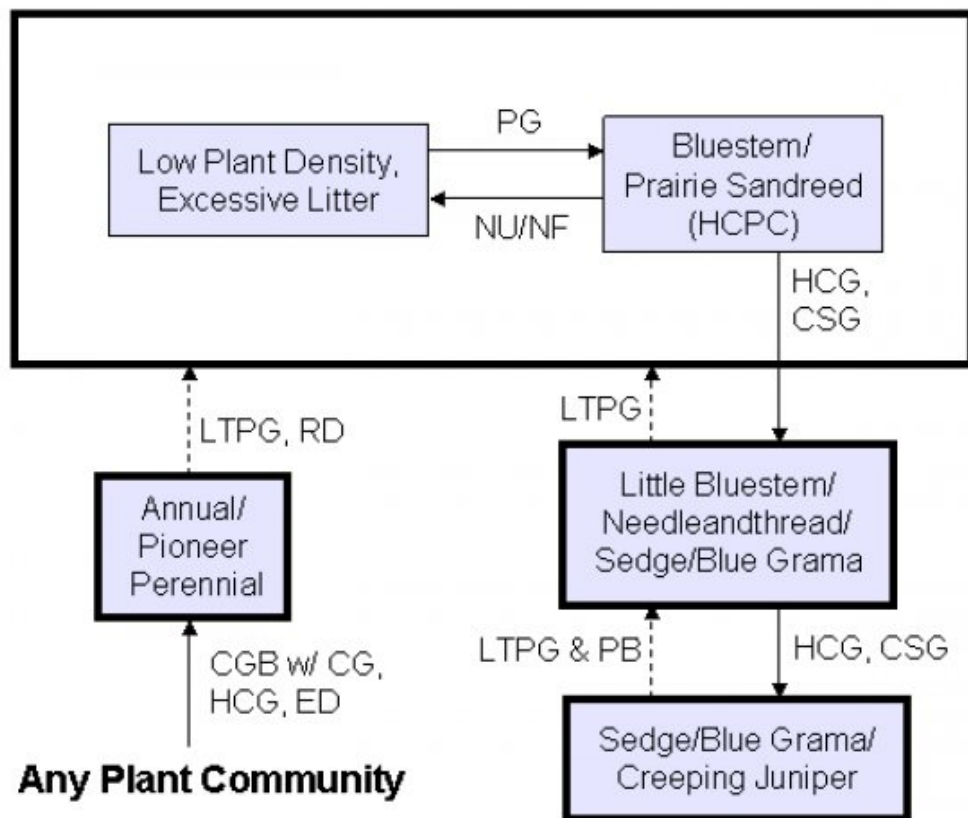 PG
Low Plant Density,
Excessive Litter
Bluestem/
Prairie Sandreed
(HCPC)
NU/NF
HCG,
CSG
LTPG, RD
LTPG
Annual/
Pioneer
Perennial
Little Bluestem/
Needleandthread/
Sedge/Blue Grama
CGB w/ CG,
HCG, ED
LTPG & PB
HCG, CSG
Any Plant Community
Sedge/Blue Grama/
Creeping Juniper